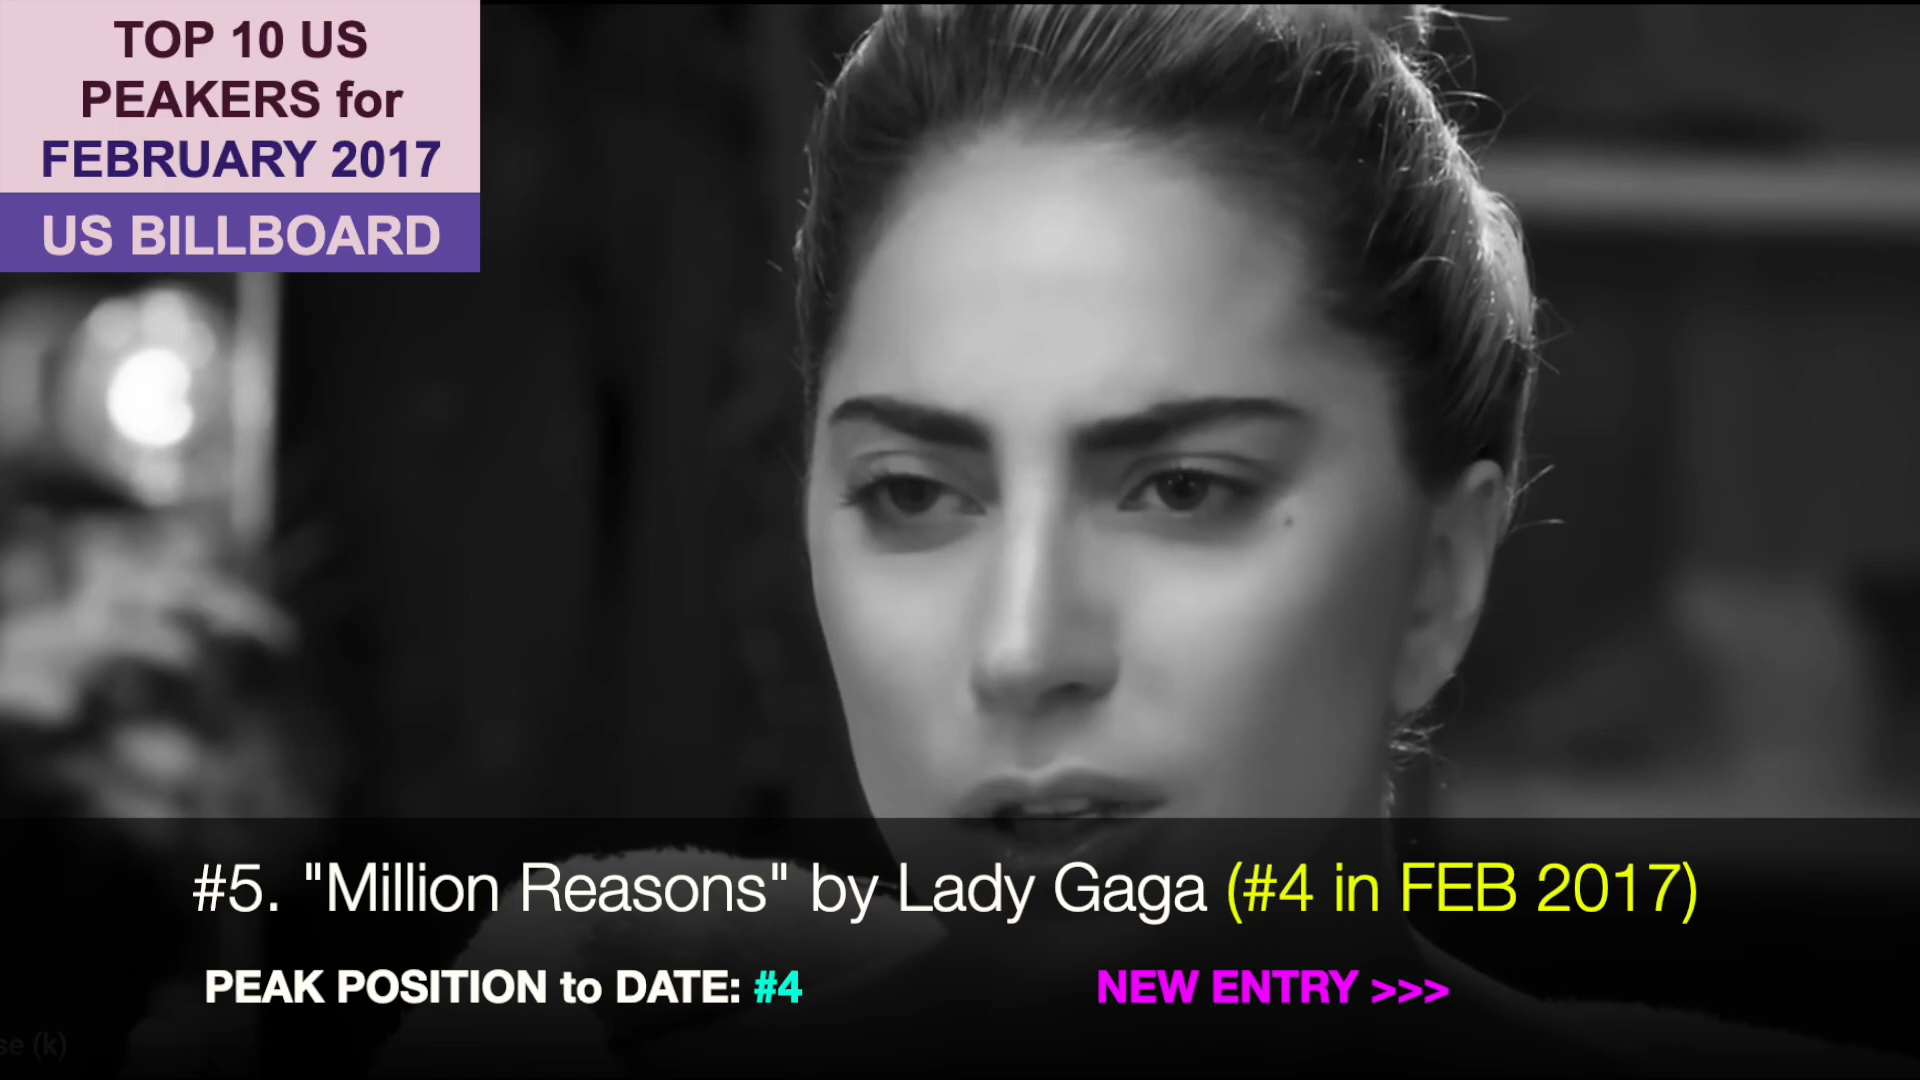 TOP 10 US
PEAKERS for
FEBRUARY 2017
US BILLBOARD
#5. "Million Reasons" by Lady Gaga (#4 in FEB 2017)
PEAK POSITION to DATE: #4
NEW ENTRY >>>
se (k)